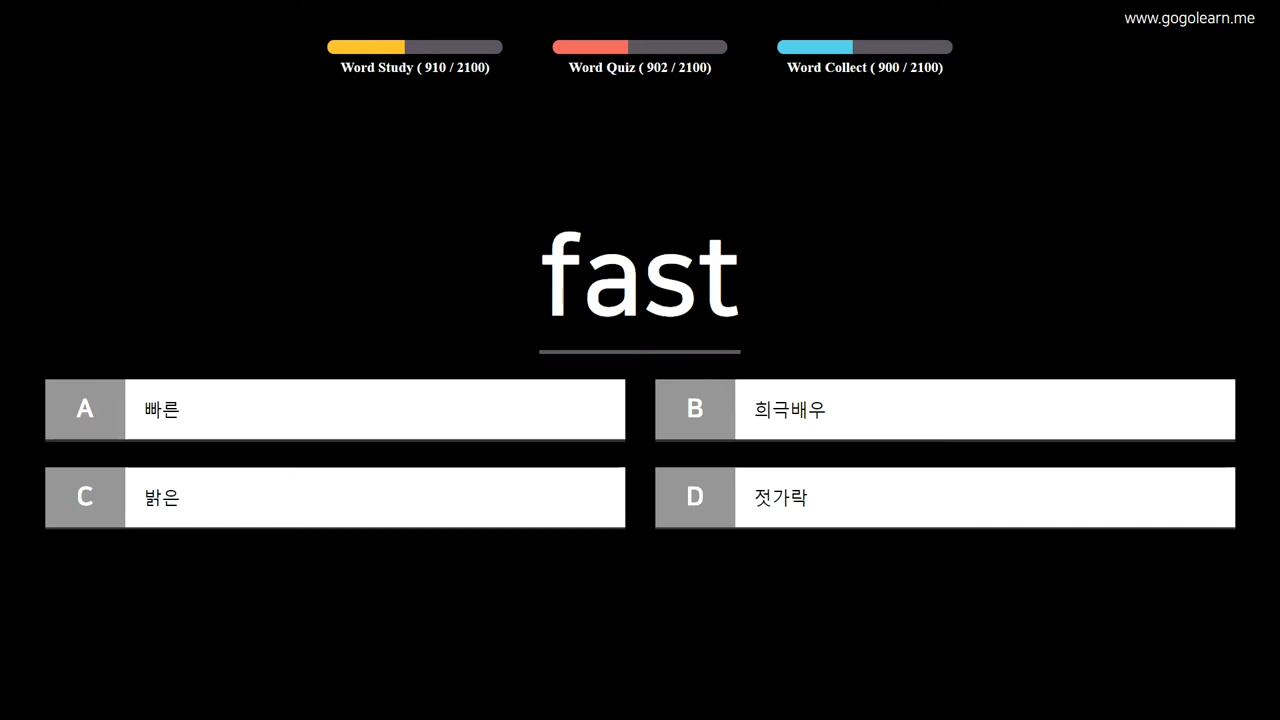 www.gogolearn.me
Word Study ( 910 / 2100)
Word Quiz ( 902 / 2100)
Word Collect ( 900 / 2100)
fast
A 빠른
B 희극배우
C 밝은
D 젓가락